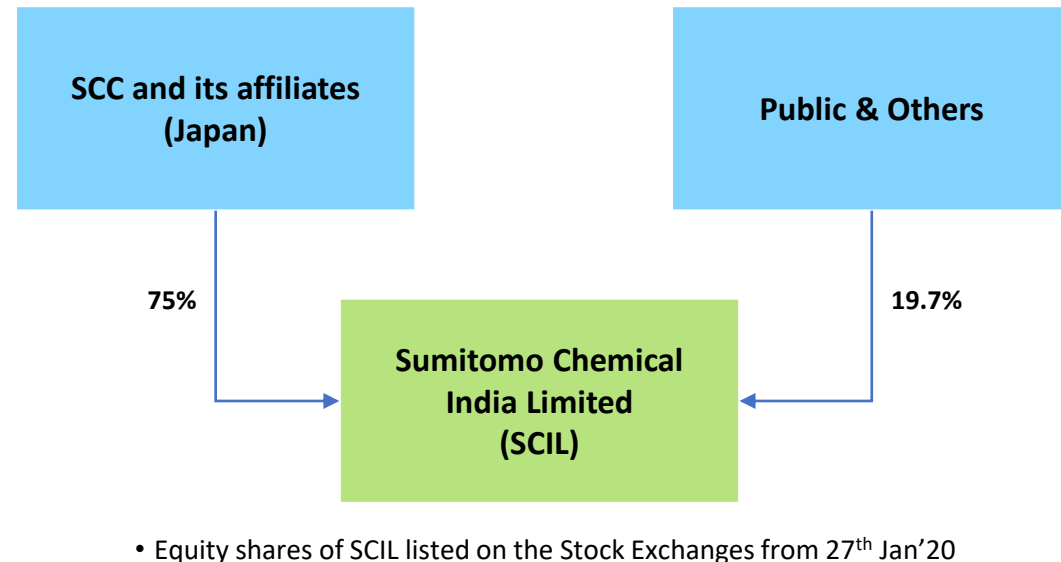 SCC and its affiliates
(Japan)
Public & Others
75%
19.7%
Sumitomo Chemical
India Limited
(SCIL)
• Equity shares of SCIL listed on the Stock Exchanges from 27th Jan'20